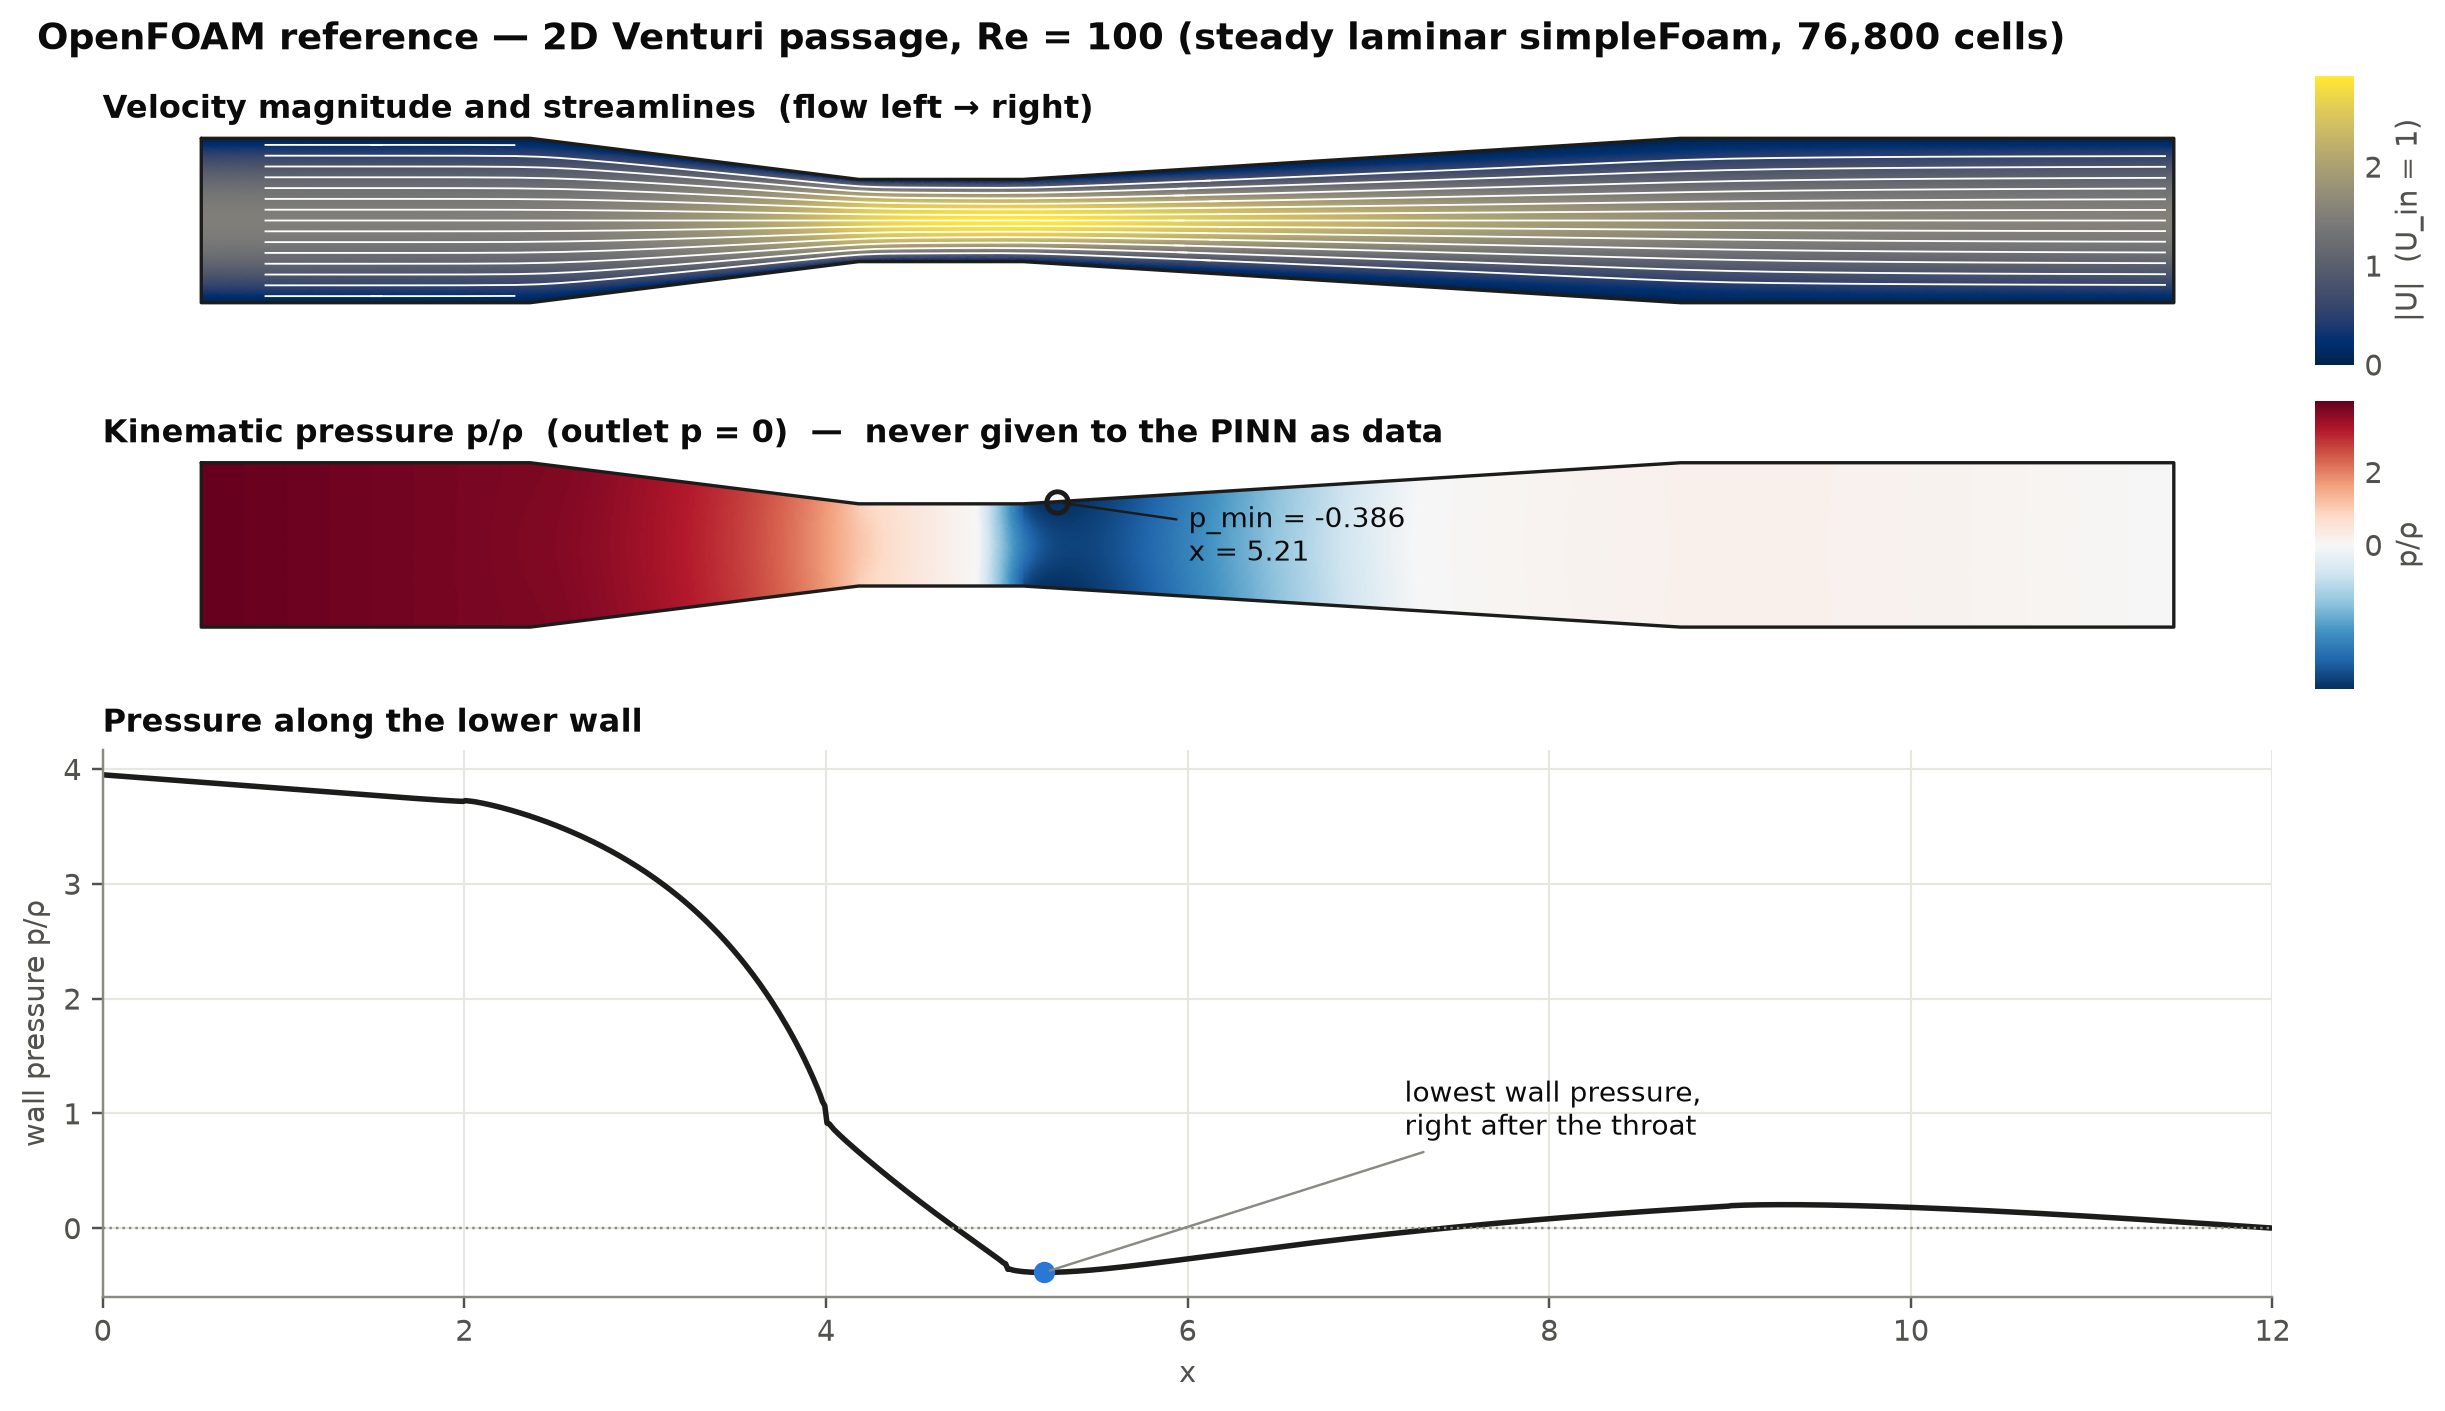 OpenFOAM reference — 2D Venturi passage, Re = 100 (steady laminar simpleFoam, 76,800 cells)
Velocity magnitude and streamlines (flow left → right)
2
1
0
|U| (U_in = 1)
Kinematic pressure p/ρ (outlet p = 0) — never given to the PINN as data
p_min = -0.386
x = 5.21
2
0
p/ρ
Pressure along the lower wall
4
3
2
1
0
wall pressure p/ρ
lowest wall pressure,
right after the throat
0 2 4 6 8 10 12
x